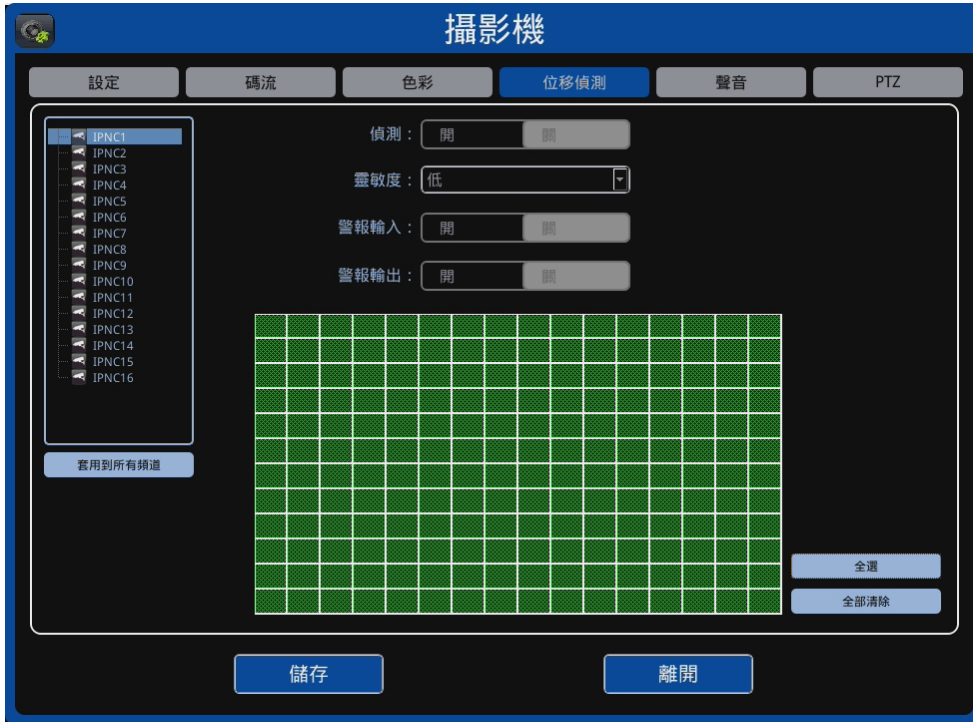 攝影機
設定 碼流 色彩 位移偵測 聲音 PTZ
IPNC1
IPNC2
IPNC3
IPNC4
IPNC5
IPNC6
IPNC7
IPNC8
IPNC9
IPNC10
IPNC11
IPNC12
IPNC13
IPNC14
IPNC15
IPNC16
套用到所有頻道
偵測： 開 關
靈敏度： 低
警報輸入： 開 關
警報輸出： 開 關
全選
全部清除
儲存 離開